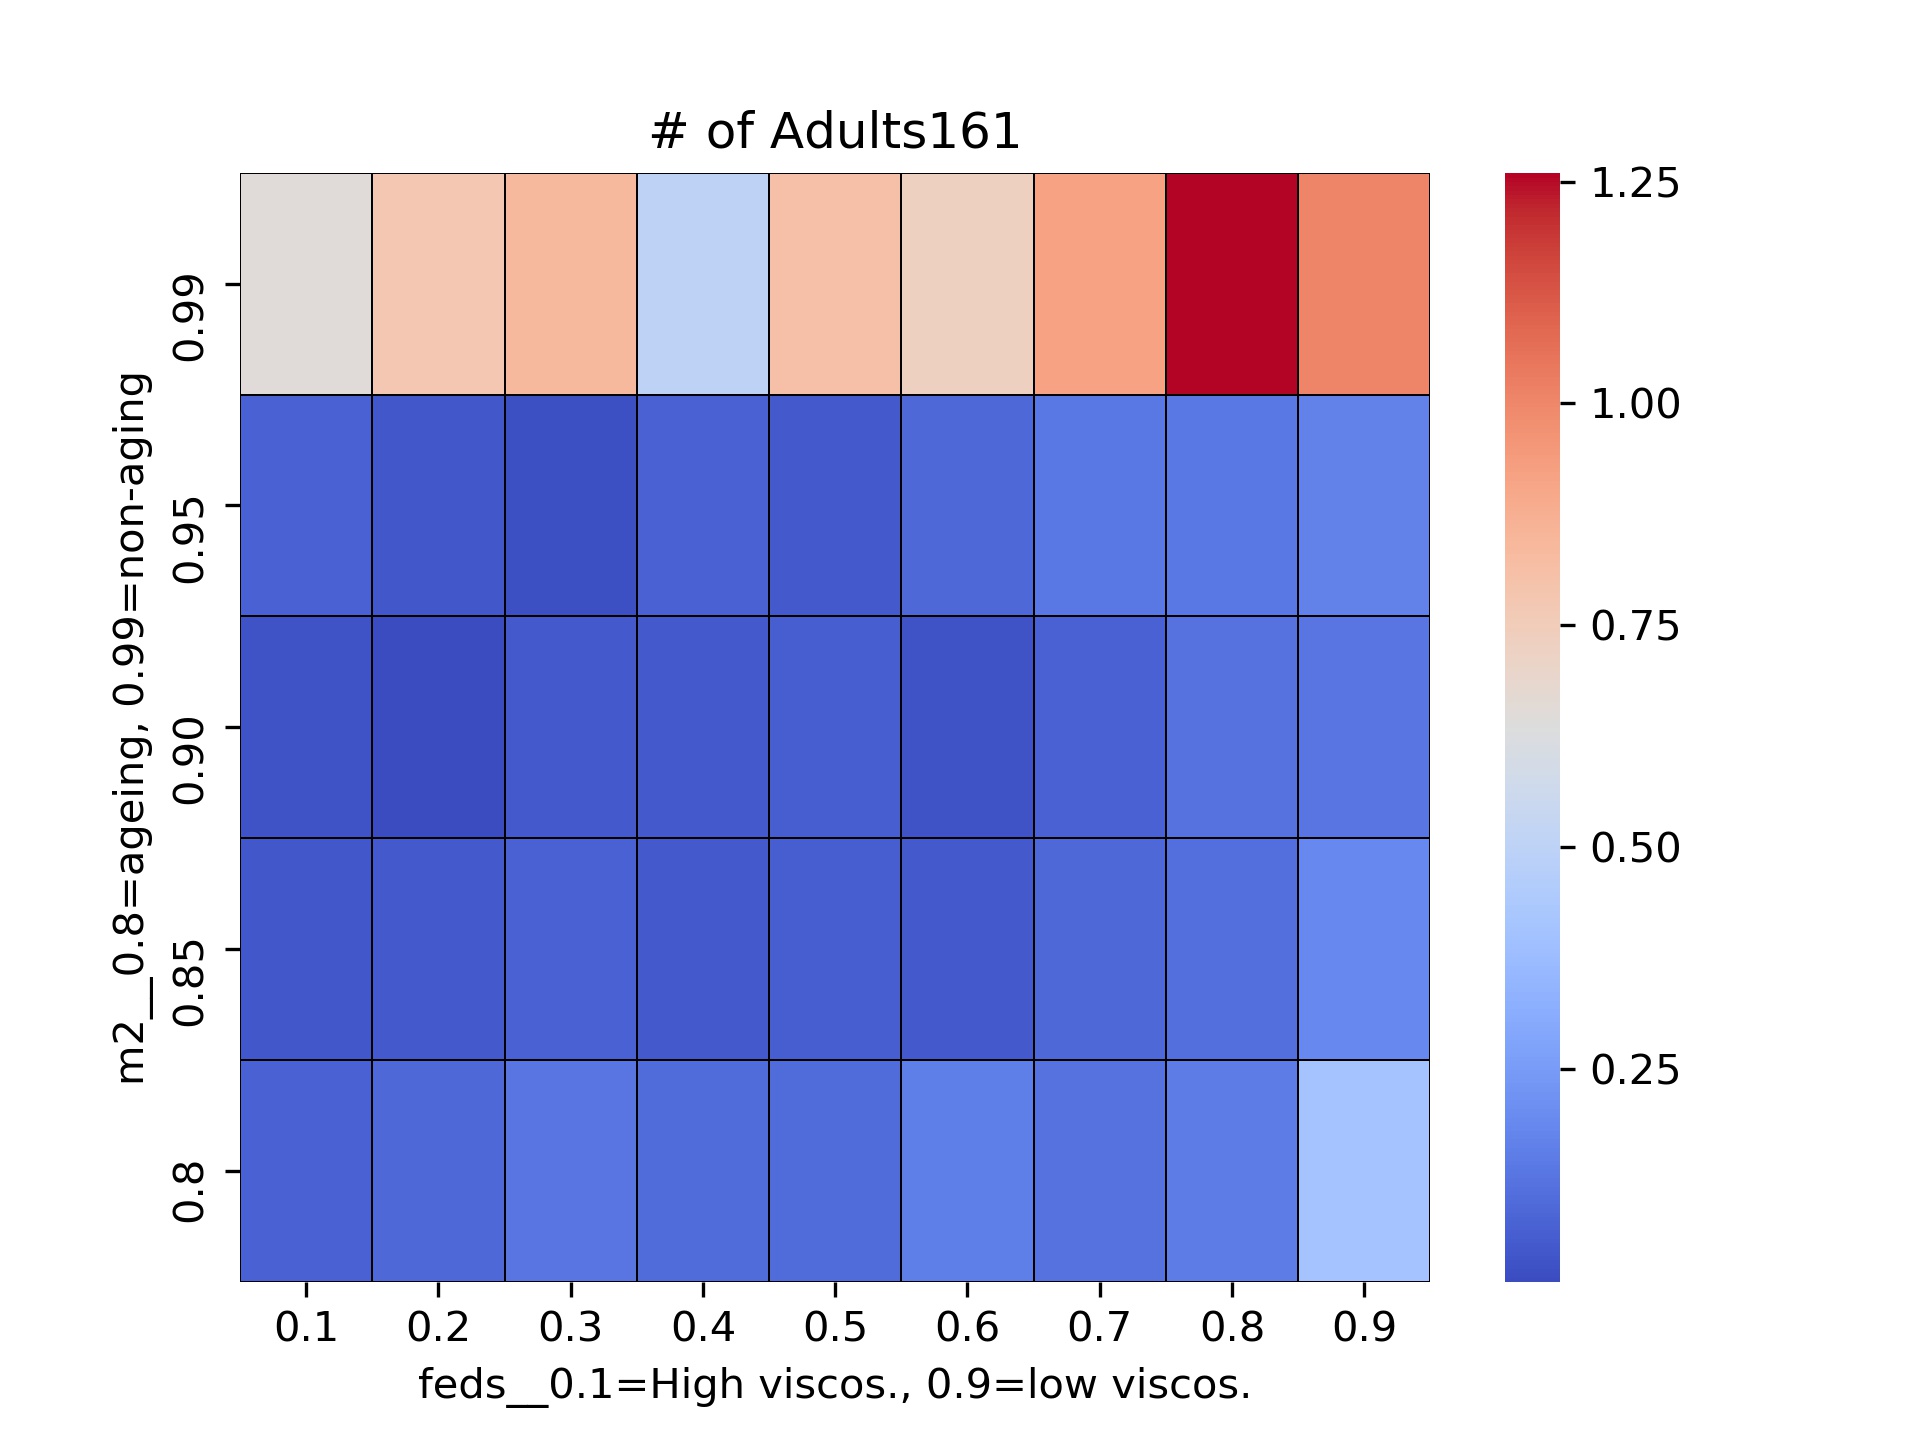 # of Adults161
m2__0.8=ageing, 0.99=non-aging
0.99
0.95
0.90
0.85
0.8
0.1 0.2 0.3 0.4 0.5 0.6 0.7 0.8 0.9
feds__0.1=High viscos., 0.9=low viscos.
1.25
1.00
0.75
0.50
0.25